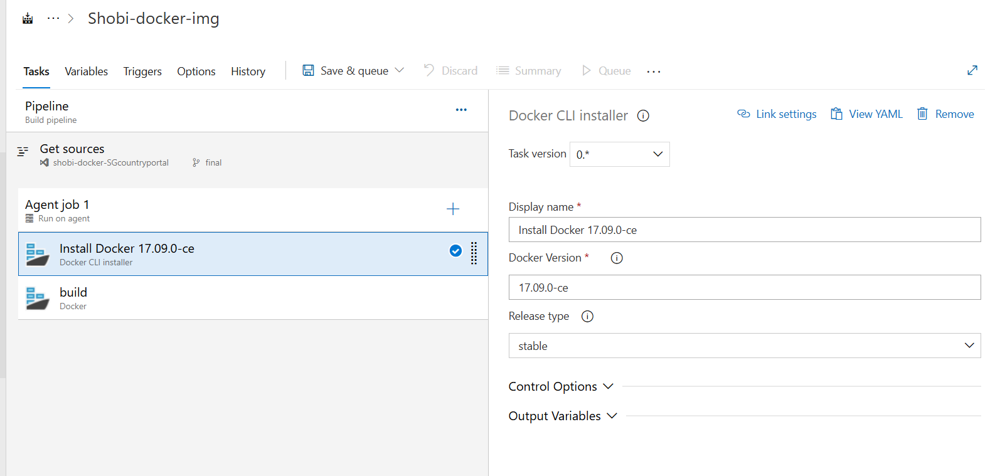 ... > Shobi-docker-img
Tasks Variables Triggers Options History Save & queue Discard Summary Queue ...
Pipeline
Build pipeline
Get sources
shobi-docker-SGcountryportal final
Agent job 1
Run on agent
Install Docker 17.09.0-ce
Docker CLI installer
build
Docker
Docker CLI installer Link settings View YAML Remove
Task version 0.*
Display name *
Install Docker 17.09.0-ce
Docker Version *
17.09.0-ce
Release type
stable
Control Options
Output Variables